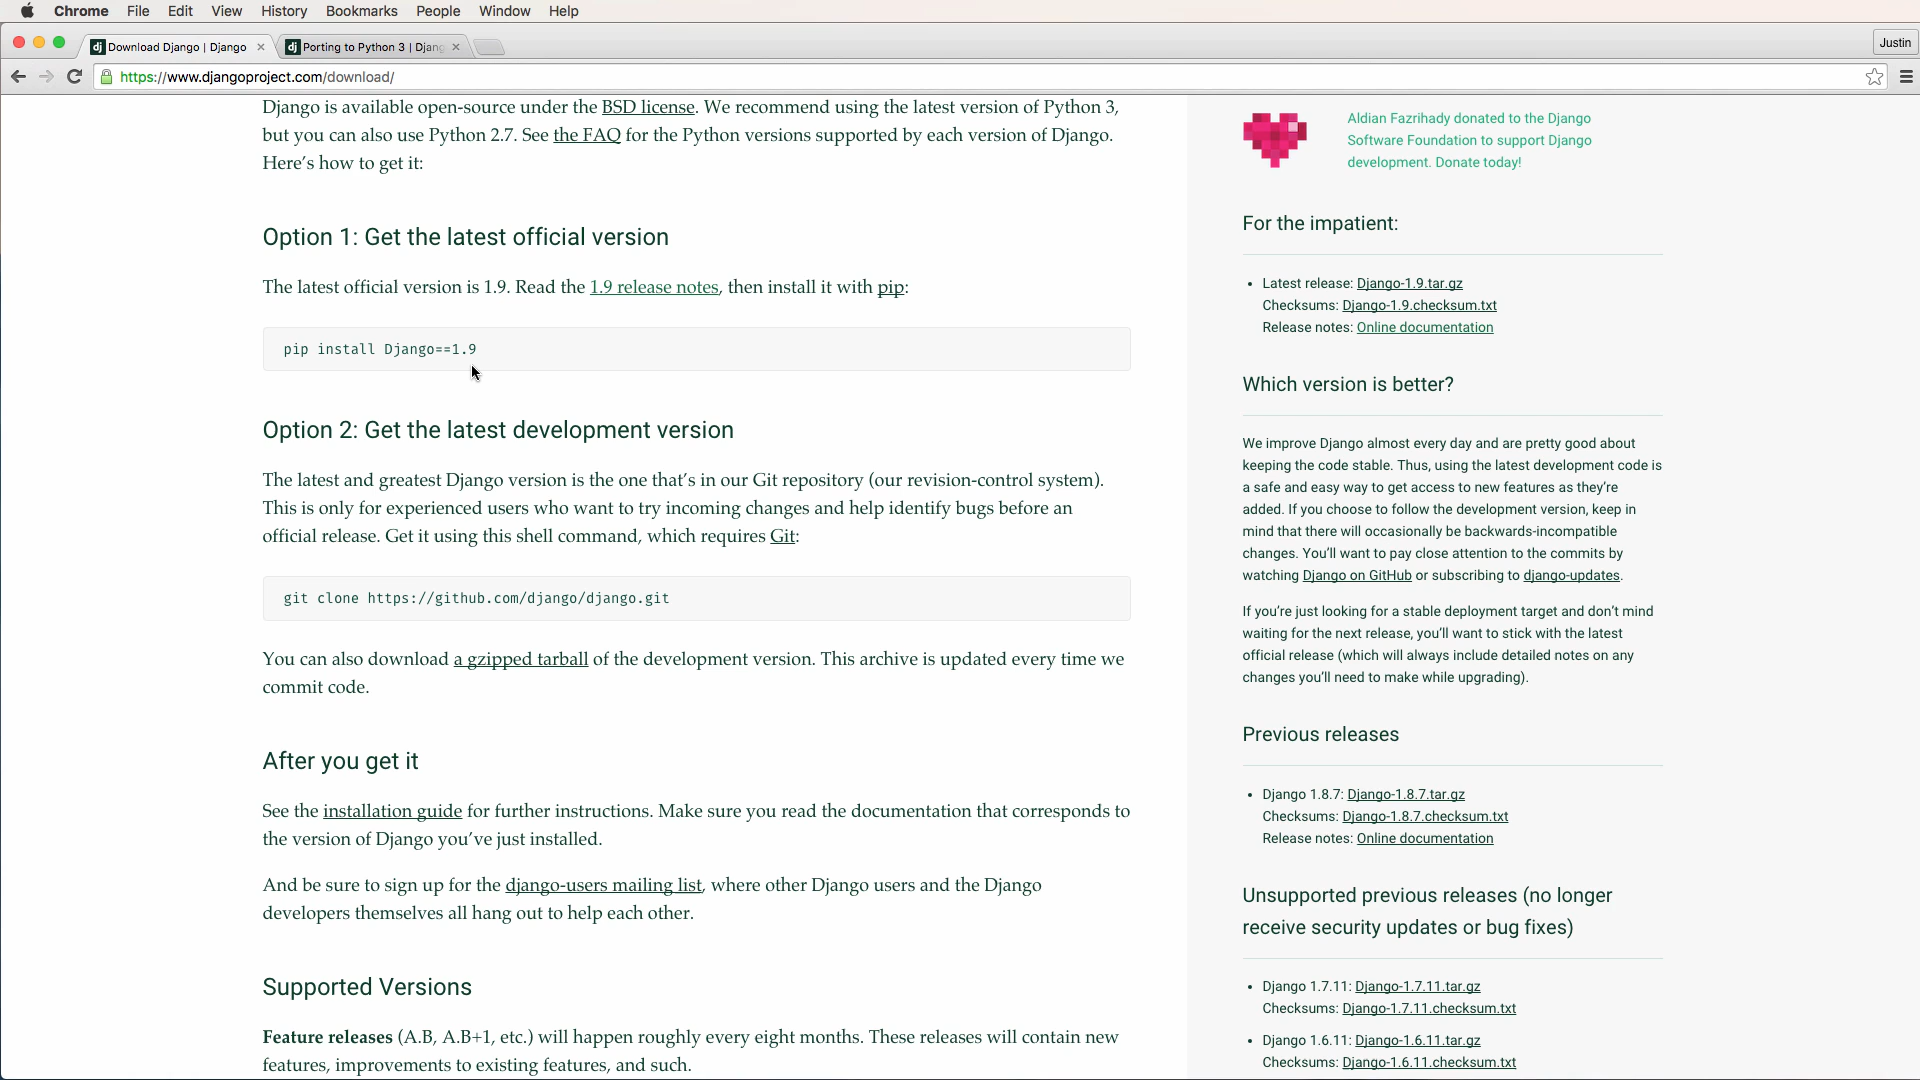 Chrome File Edit View History Bookmarks People Window Help
Download Django | Django
Porting to Python 3 | Djang
Justin
https://www.djangoproject.com/download/
Django is available open-source under the BSD license. We recommend using the latest version of Python 3,
but you can also use Python 2.7. See the FAQ for the Python versions supported by each version of Django.
Here’s how to get it:
Option 1: Get the latest official version
The latest official version is 1.9. Read the 1.9 release notes, then install it with pip:
pip install Django==1.9
Option 2: Get the latest development version
The latest and greatest Django version is the one that’s in our Git repository (our revision-control system).
This is only for experienced users who want to try incoming changes and help identify bugs before an
official release. Get it using this shell command, which requires Git:
git clone https://github.com/django/django.git
You can also download a gzipped tarball of the development version. This archive is updated every time we
commit code.
After you get it
See the installation guide for further instructions. Make sure you read the documentation that corresponds to
the version of Django you’ve just installed.
And be sure to sign up for the django-users mailing list, where other Django users and the Django
developers themselves all hang out to help each other.
Supported Versions
Feature releases (A.B, A.B+1, etc.) will happen roughly every eight months. These releases will contain new
features, improvements to existing features, and such.
Aldian Fazrihady donated to the Django
Software Foundation to support Django
development. Donate today!
For the impatient:
• Latest release: Django-1.9.tar.gz
Checksums: Django-1.9.checksum.txt
Release notes: Online documentation
Which version is better?
We improve Django almost every day and are pretty good about
keeping the code stable. Thus, using the latest development code is
a safe and easy way to get access to new features as they’re
added. If you choose to follow the development version, keep in
mind that there will occasionally be backwards-incompatible
changes. You’ll want to pay close attention to the commits by
watching Django on GitHub or subscribing to django-updates.
If you’re just looking for a stable deployment target and don’t mind
waiting for the next release, you’ll want to stick with the latest
official release (which will always include detailed notes on any
changes you’ll need to make while upgrading).
Previous releases
• Django 1.8.7: Django-1.8.7.tar.gz
Checksums: Django-1.8.7.checksum.txt
Release notes: Online documentation
Unsupported previous releases (no longer
receive security updates or bug fixes)
• Django 1.7.11: Django-1.7.11.tar.gz
Checksums: Django-1.7.11.checksum.txt
• Django 1.6.11: Django-1.6.11.tar.gz
Checksums: Django-1.6.11.checksum.txt